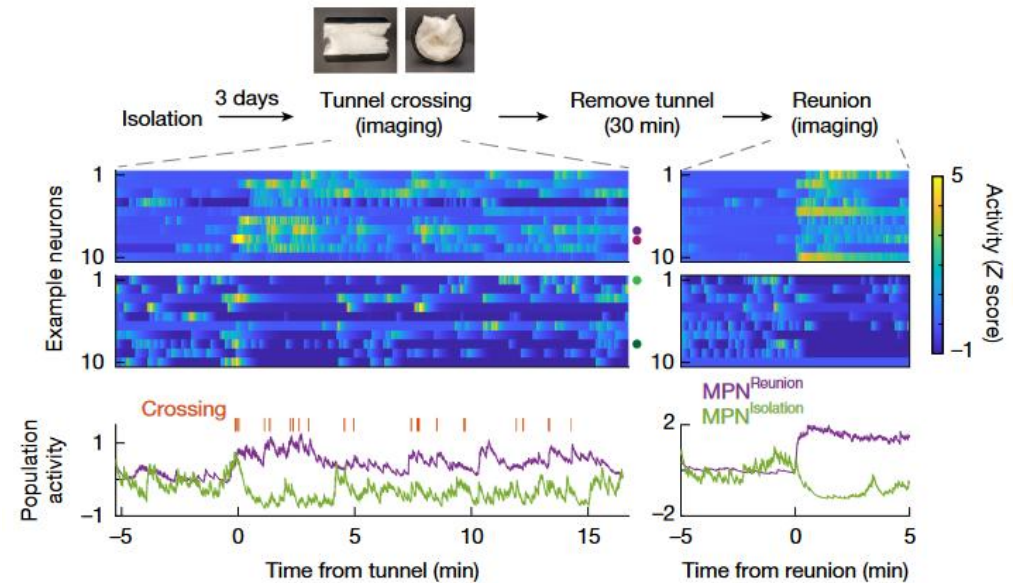 3 days
Isolation
Tunnel crossing
(imaging)
Remove tunnel
(30 min)
Reunion
(imaging)
Example neurons
1
10
1
10
1
10
1
10
5
−1
Activity (Z score)
Crossing
MPN^Reunion
MPN^Isolation
Population
activity
1
−1
−5 0 5 10 15
Time from tunnel (min)
2
−2
−5 0 5
Time from reunion (min)